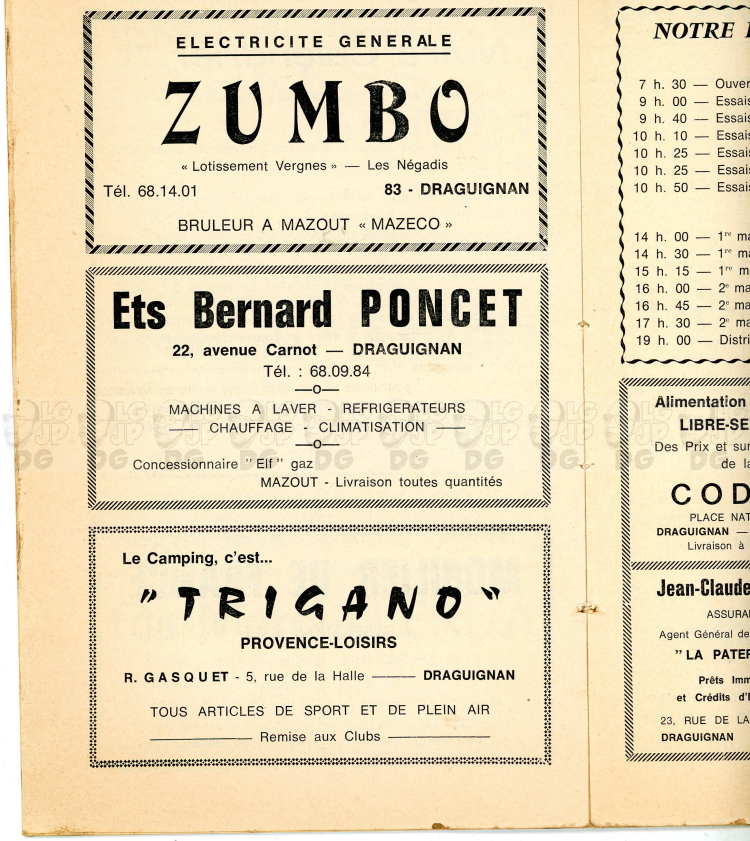 ELECTRICITE GENERALE
ZUMBO
« Lotissement Vergnes » — Les Négadis
Tél. 68.14.01 83 - DRAGUIGNAN
BRULEUR A MAZOUT « MAZECO »
Ets Bernard PONCET
22, avenue Carnot — DRAGUIGNAN
Tél. : 68.09.84
—o—
MACHINES A LAVER - REFRIGERATEURS
—— CHAUFFAGE - CLIMATISATION ——
—o—
Concessionnaire " Elf " gaz
MAZOUT - Livraison toutes quantités
Le Camping, c'est...
" TRIGANO "
PROVENCE-LOISIRS
R. GASQUET - 5, rue de la Halle —— DRAGUIGNAN
TOUS ARTICLES DE SPORT ET DE PLEIN AIR
—— Remise aux Clubs ——
NOTRE
7 h. 30 — Ouver
9 h. 00 — Essais
9 h. 40 — Essais
10 h. 10 — Essais
10 h. 25 — Essais
10 h. 25 — Essais
10 h. 50 — Essais
14 h. 00 — 1re ma
14 h. 30 — 1re ma
15 h. 15 — 1re m
16 h. 00 — 2e ma
16 h. 45 — 2e ma
17 h. 30 — 2e ma
19 h. 00 — Distri
Alimentation
LIBRE-SE
Des Prix et sur
de la
COD
PLACE NAT
DRAGUIGNAN —
Livraison à
Jean-Claude
ASSURA
Agent Général de
" LA PATER
Prêts Imm
et Crédits d'I
23, RUE DE LA
DRAGUIGNAN
LG JP DG